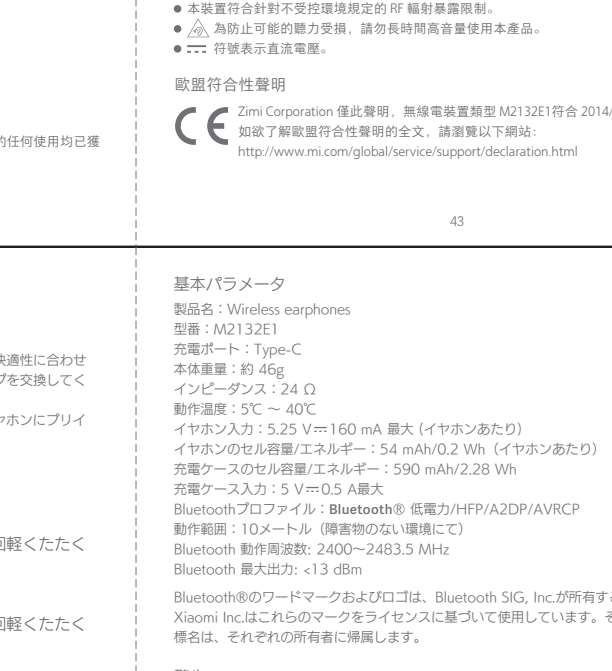 ● 本裝置符合針對不受控環境規定的 RF 輻射暴露限制。
● 為防止可能的聽力受損，請勿長時間高音量使用本產品。
● ⎓ 符號表示直流電壓。
歐盟符合性聲明
CE Zimi Corporation 僅此聲明，無線電裝置類型 M2132E1符合 2014/
如欲了解歐盟符合性聲明的全文，請瀏覽以下網站：
http://www.mi.com/global/service/support/declaration.html
的任何使用均已獲
43
基本パラメータ
製品名：Wireless earphones
型番：M2132E1
充電ポート：Type-C
本体重量：約 46g
インピーダンス：24 Ω
動作温度：5℃ ～ 40℃
イヤホン入力：5.25 V⎓160 mA 最大 (イヤホンあたり)
イヤホンのセル容量/エネルギー：54 mAh/0.2 Wh（イヤホンあたり）
充電ケースのセル容量/エネルギー：590 mAh/2.28 Wh
充電ケース入力：5 V⎓0.5 A最大
Bluetoothプロファイル：Bluetooth® 低電力/HFP/A2DP/AVRCP
動作範囲：10メートル（障害物のない環境にて）
Bluetooth 動作周波数: 2400～2483.5 MHz
Bluetooth 最大出力: <13 dBm
Bluetooth®のワードマークおよびロゴは、Bluetooth SIG, Inc.が所有す
Xiaomi Inc.はこれらのマークをライセンスに基づいて使用しています。そ
標名は、それぞれの所有者に帰属します。
快適性に合わせ
プを交換してく
ヤホンにプリイ
回軽くたたく
回軽くたたく